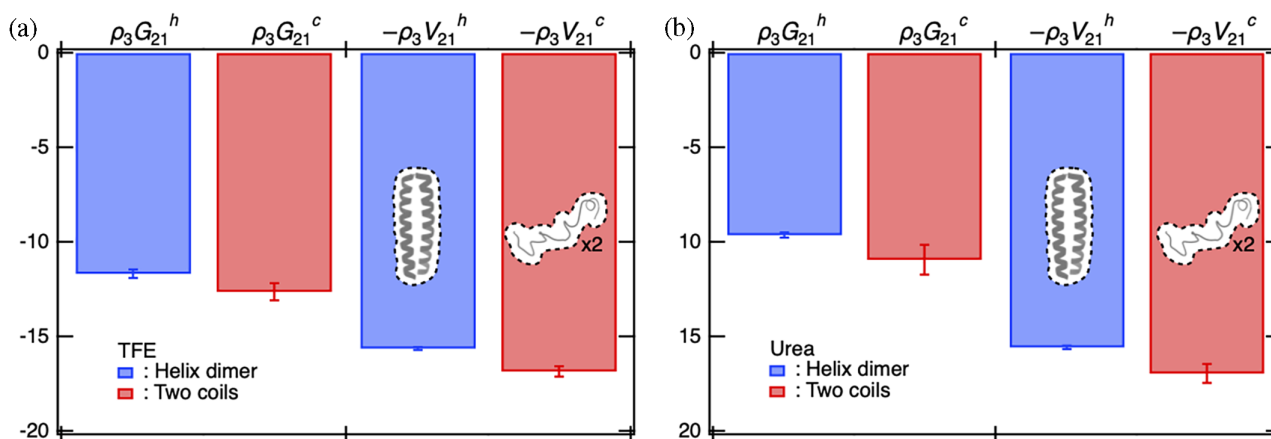 (a)
ρ₃G₂₁ʰ ρ₃G₂₁ᶜ −ρ₃V₂₁ʰ −ρ₃V₂₁ᶜ
0
-5
-10
x2
-15
TFE
: Helix dimer
: Two coils
-20
(b)
ρ₃G₂₁ʰ ρ₃G₂₁ᶜ −ρ₃V₂₁ʰ −ρ₃V₂₁ᶜ
0
-5
10
x2
15
Urea
: Helix dimer
: Two coils
20